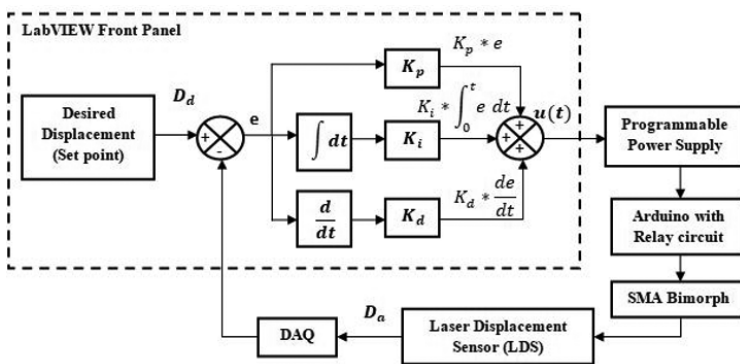 LabVIEW Front Panel
Desired
Displacement
(Set point)
D_d
+
-
e
∫ dt
d/dt
K_p
K_i
K_d
K_p * e
K_i * ∫_0^t e dt
K_d * de/dt
+
+
+
u(t)
Programmable
Power Supply
Arduino with
Relay circuit
SMA Bimorph
Laser Displacement
Sensor (LDS)
D_a
DAQ